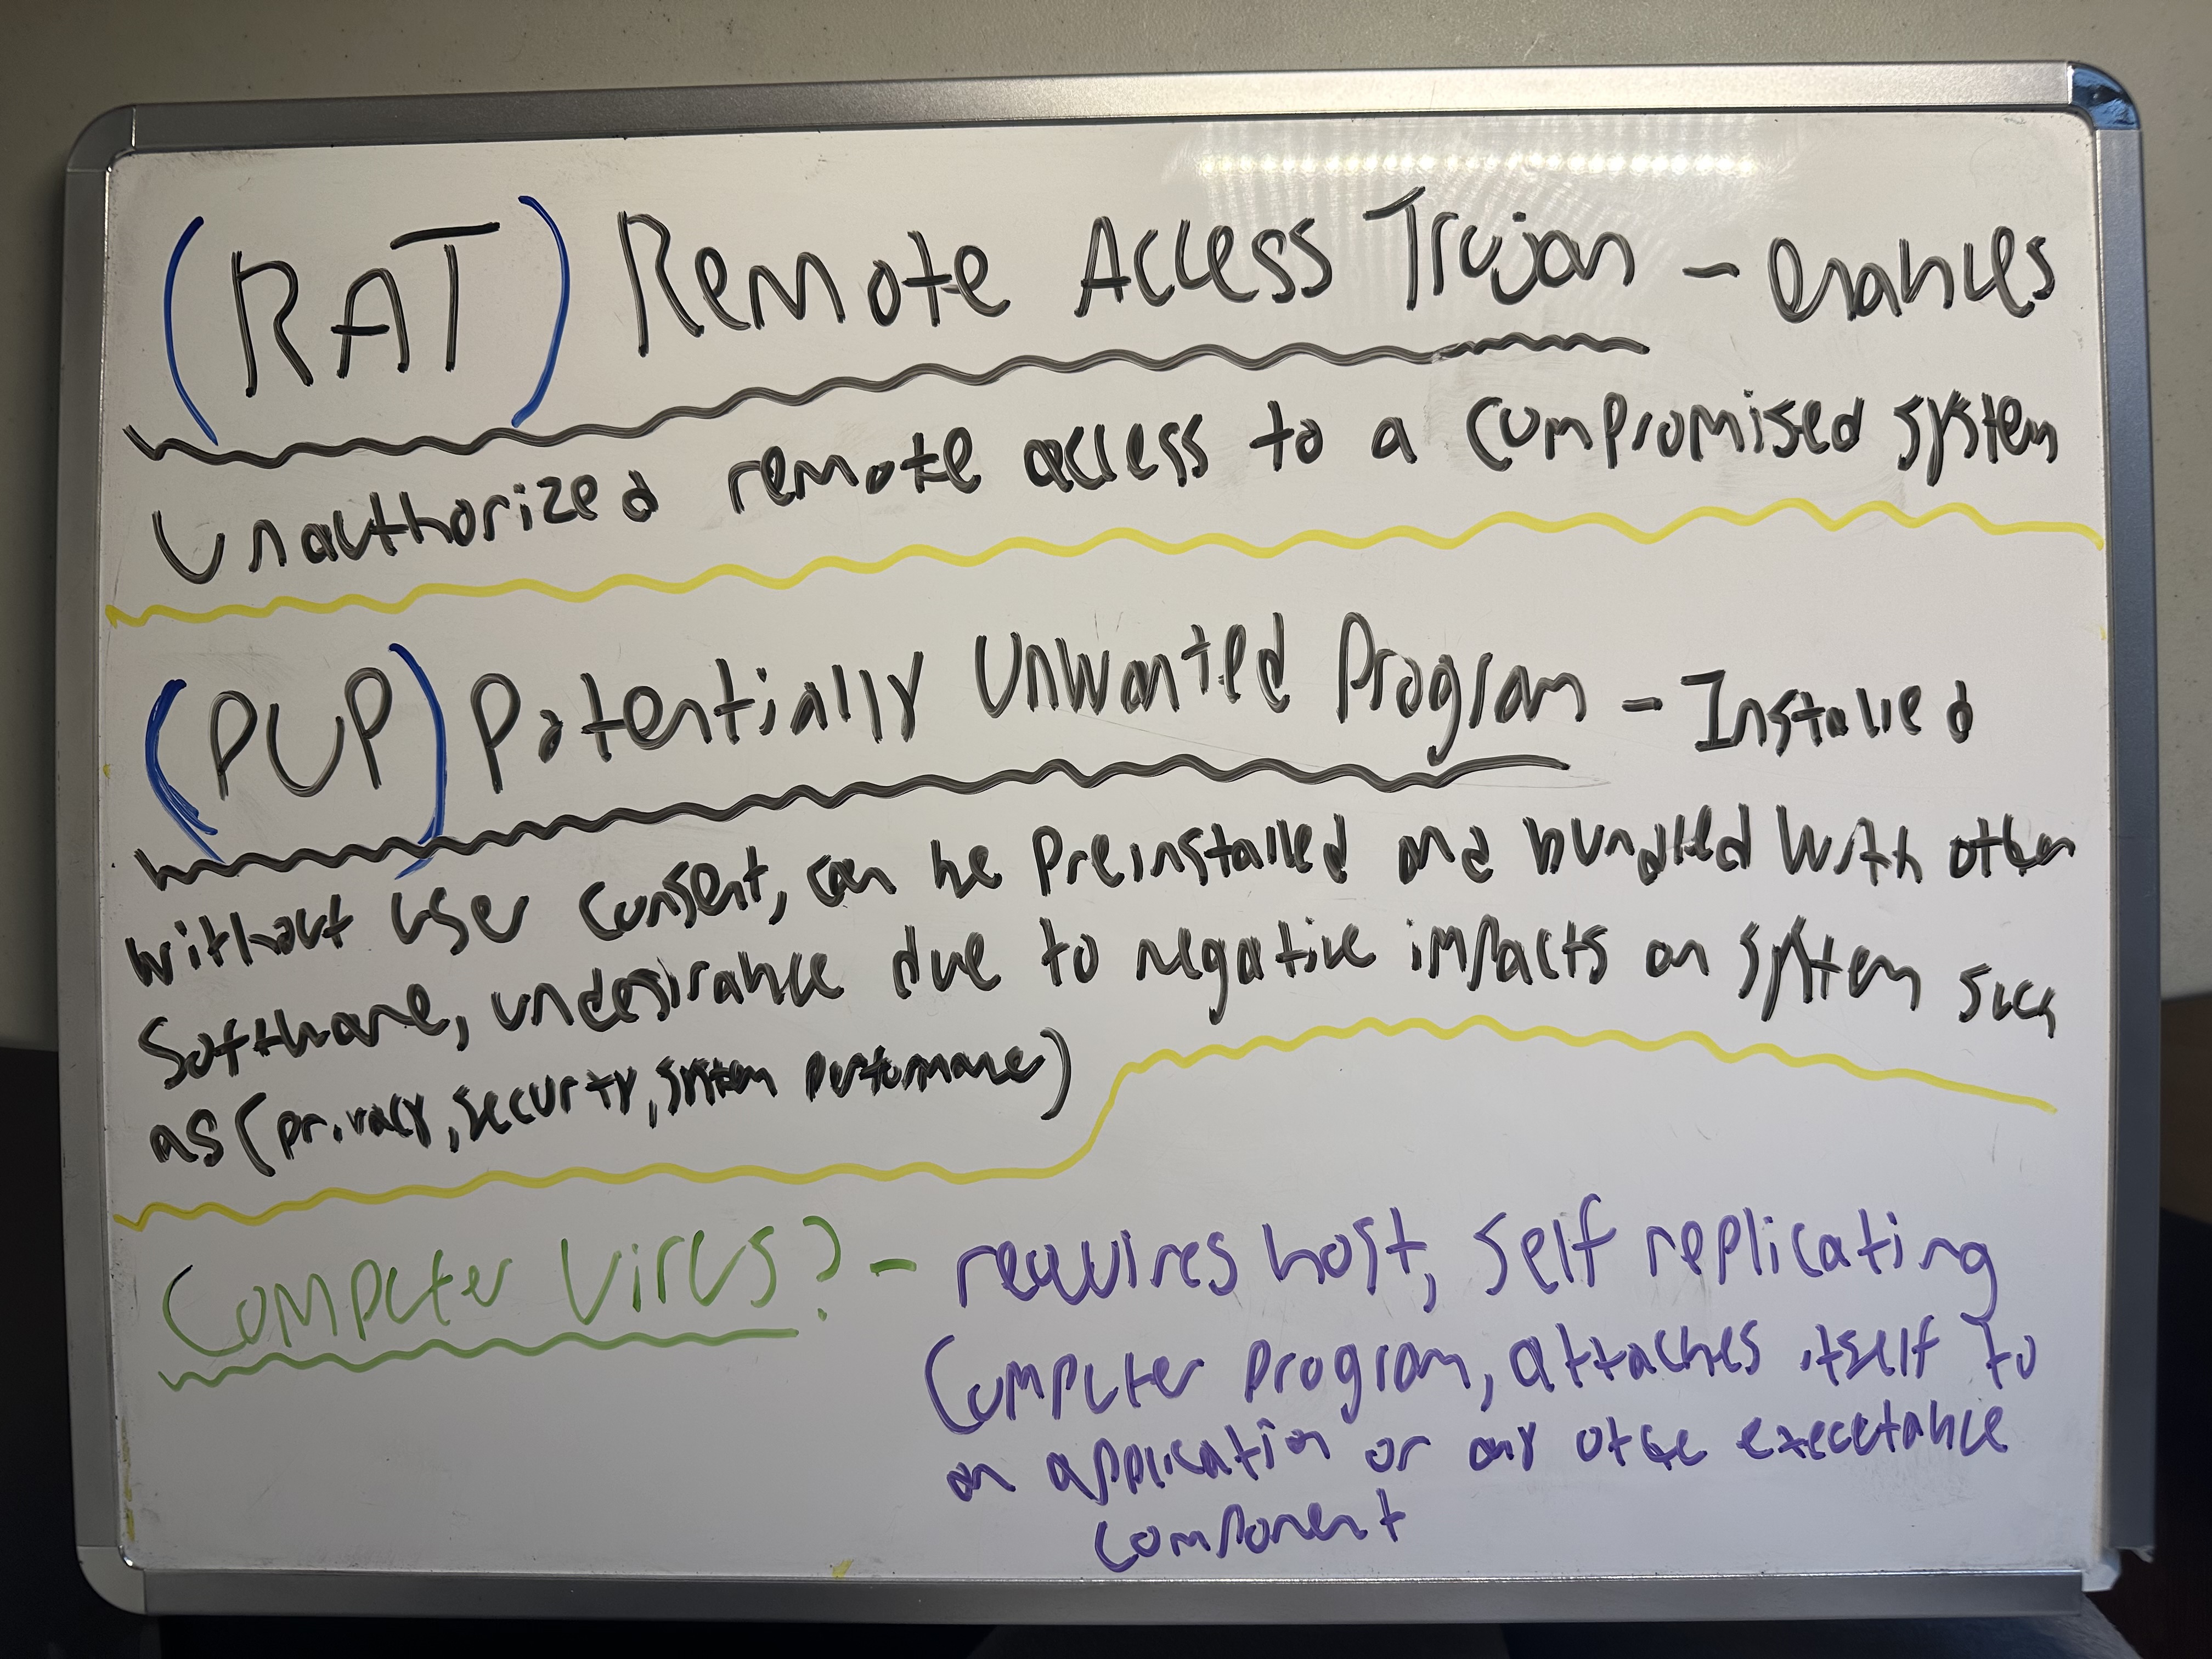 (RAT) Remote Access Trojan - enables
Unauthorized remote access to a compromised system
(PUP) Potentially Unwanted Program - Installed
without user consent, can be preinstalled and bundled with other
Software, undesirable due to negative impacts on system such
as (privacy, security, system performance)
Computer Virus? - requires host, self replicating
Computer program, attaches itself to
an application or any other executable
component